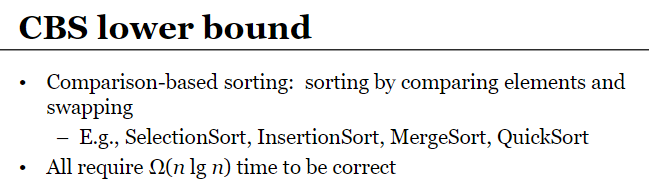 CBS lower bound
• Comparison-based sorting: sorting by comparing elements and
swapping
– E.g., SelectionSort, InsertionSort, MergeSort, QuickSort
• All require Ω(n lg n) time to be correct